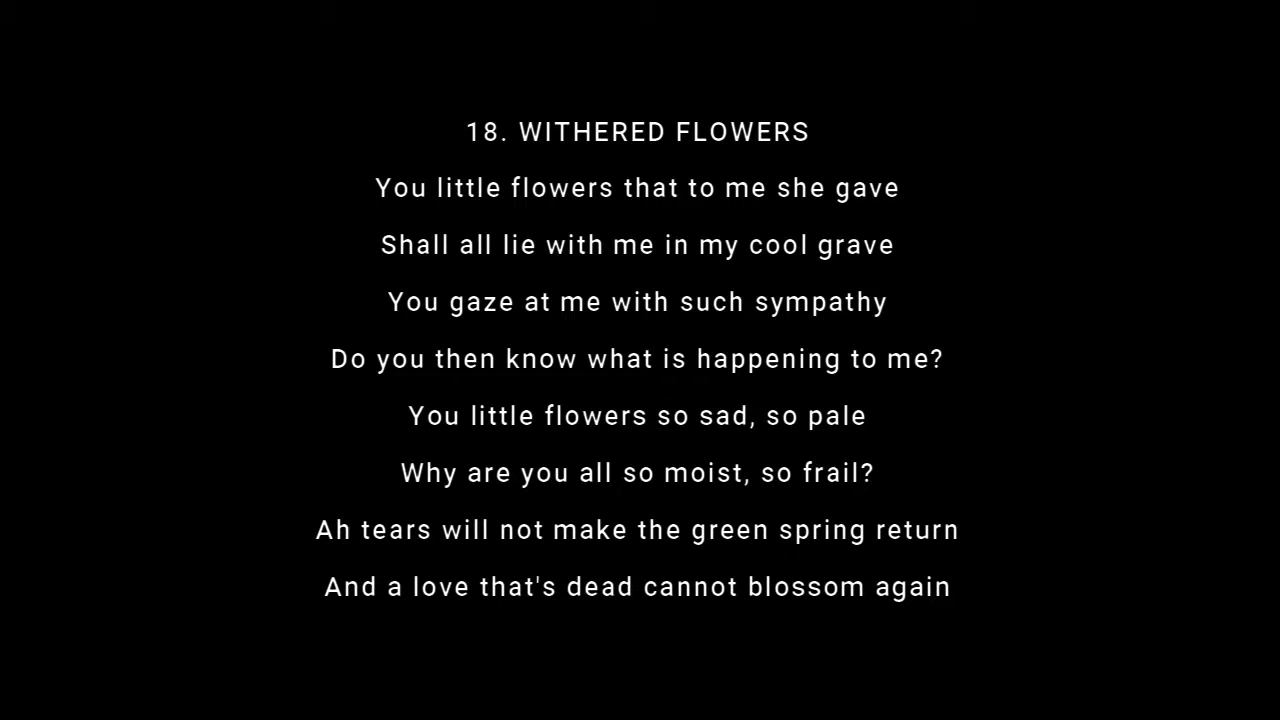 18. WITHERED FLOWERS
You little flowers that to me she gave
Shall all lie with me in my cool grave
You gaze at me with such sympathy
Do you then know what is happening to me?
You little flowers so sad, so pale
Why are you all so moist, so frail?
Ah tears will not make the green spring return
And a love that's dead cannot blossom again